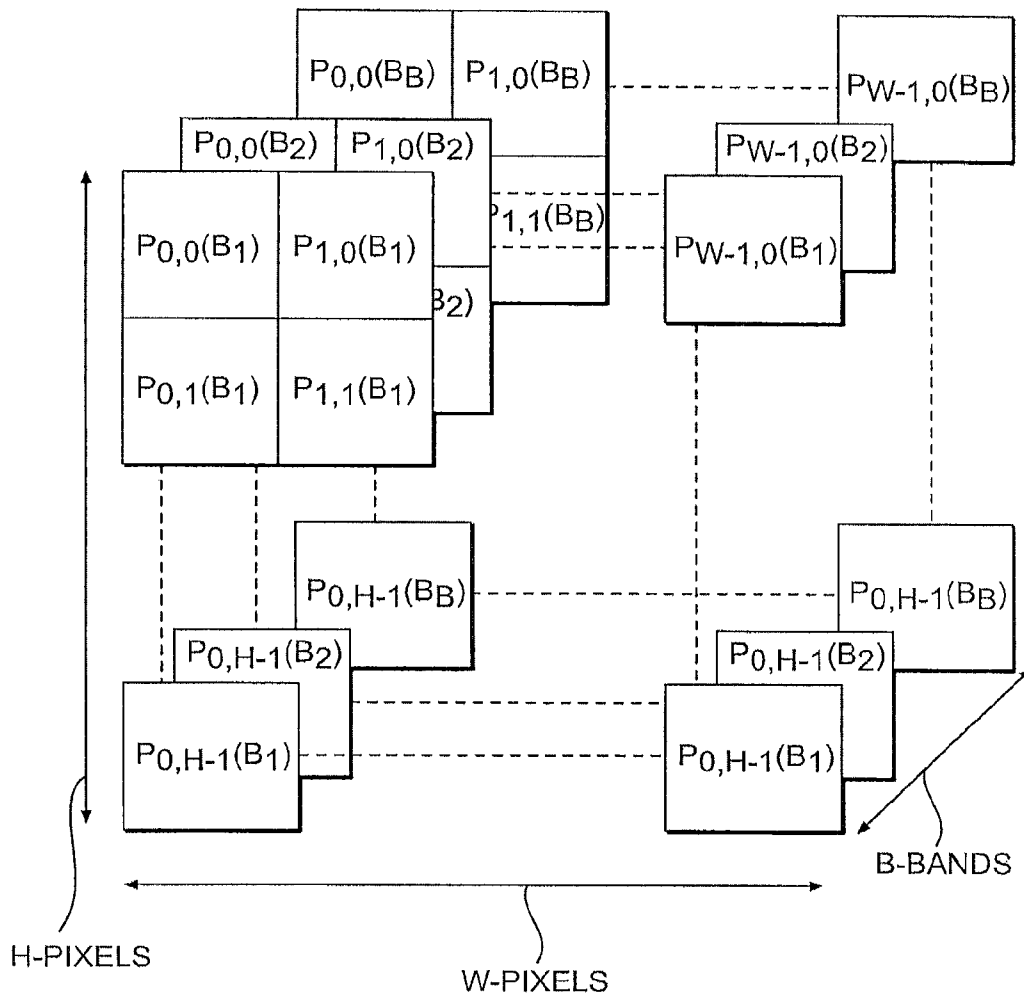 P0,0(BB) P1,0(BB) PW-1,0(BB)
P0,0(B2) P1,0(B2) PW-1,0(B2)
P1,1(BB)
P0,0(B1) P1,0(B1) PW-1,0(B1)
B2)
P0,1(B1) P1,1(B1)
P0,H-1(BB) P0,H-1(BB)
P0,H-1(B2) P0,H-1(B2)
P0,H-1(B1) P0,H-1(B1)
B-BANDS
H-PIXELS
W-PIXELS